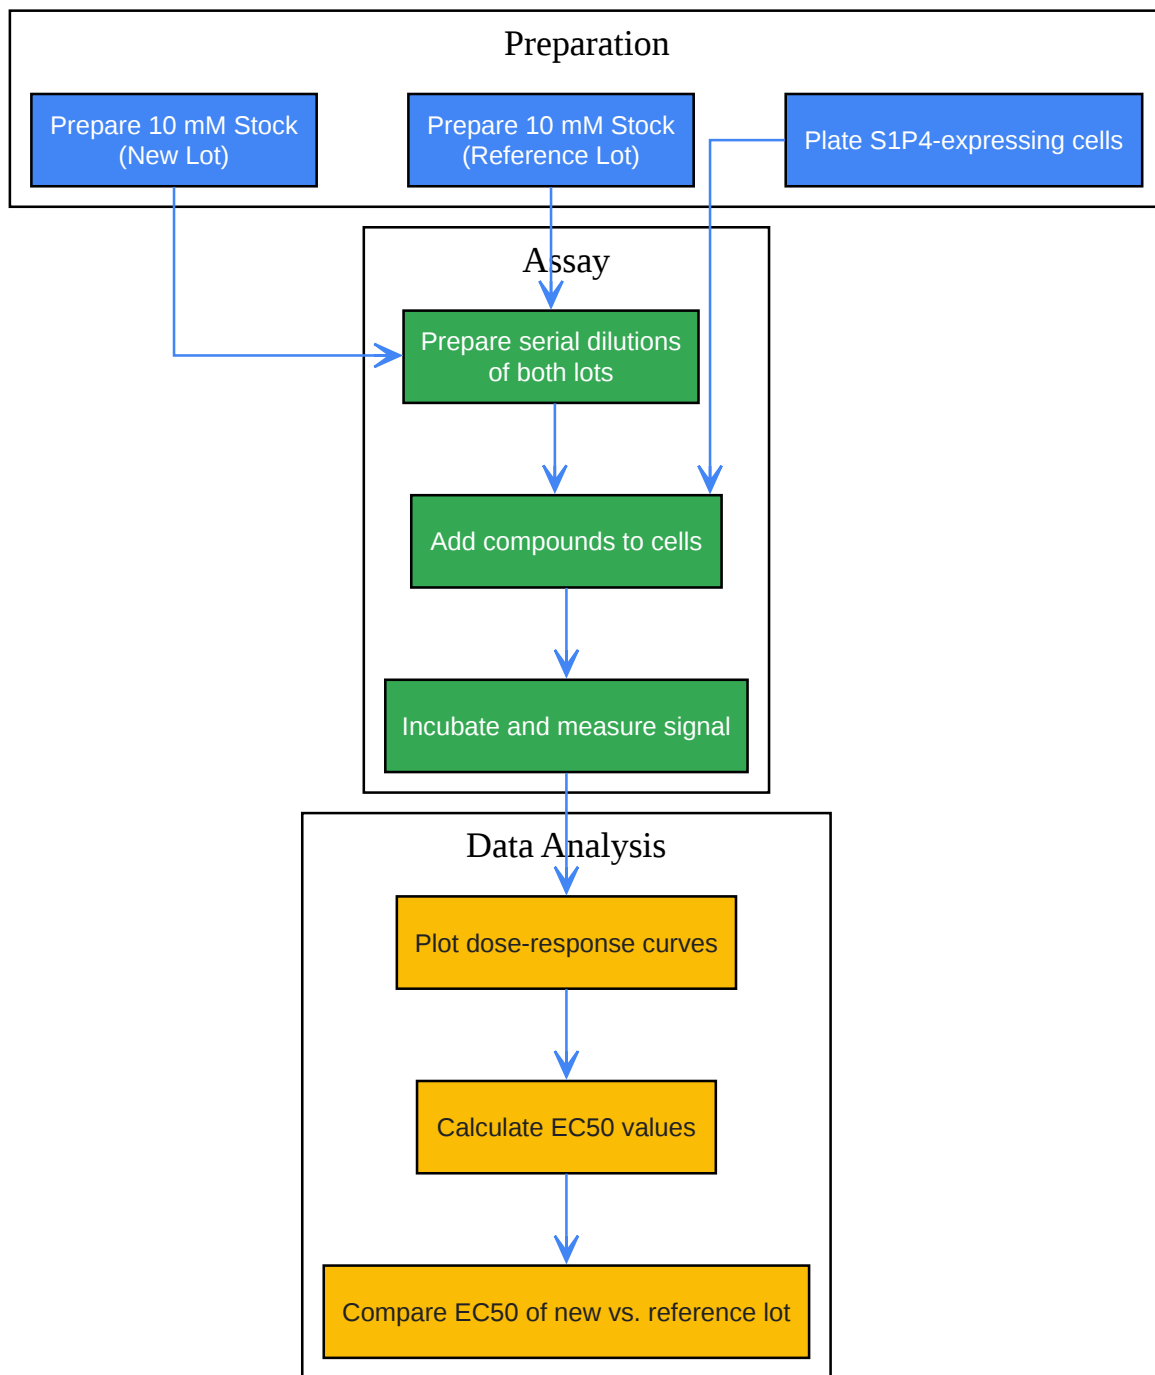 Preparation
Prepare 10 mM Stock
(New Lot)
Prepare 10 mM Stock
(Reference Lot)
Plate S1P4-expressing cells
Assay
Prepare serial dilutions
of both lots
Add compounds to cells
Incubate and measure signal
Data Analysis
Plot dose-response curves
Calculate EC50 values
Compare EC50 of new vs. reference lot